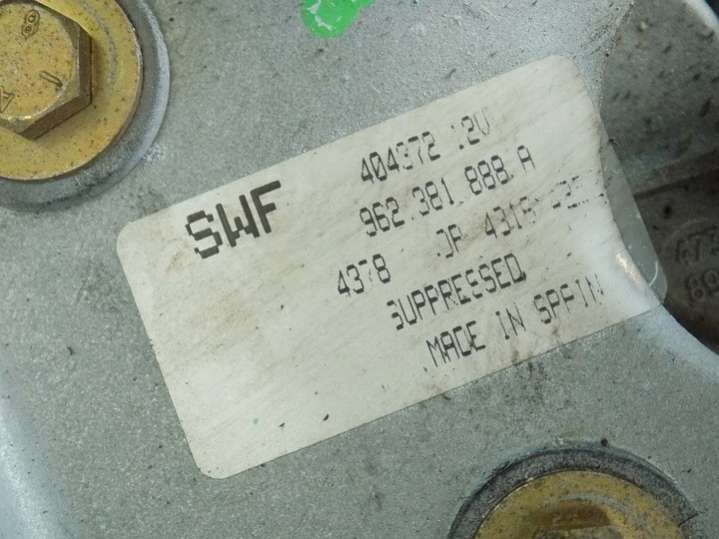 SWF
404372 12V
962.381.888.A
4378
SUPPRESSED
MADE IN SPAIN